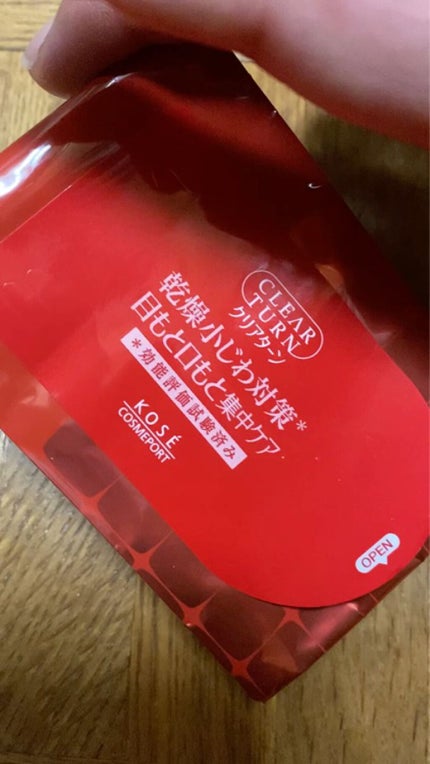 CLEAR
TURN
クリアターン
乾燥小じわ対策*
目もと口もと集中ケア
*効能評価試験済み
KOSÉ
COSMEPORT
OPEN